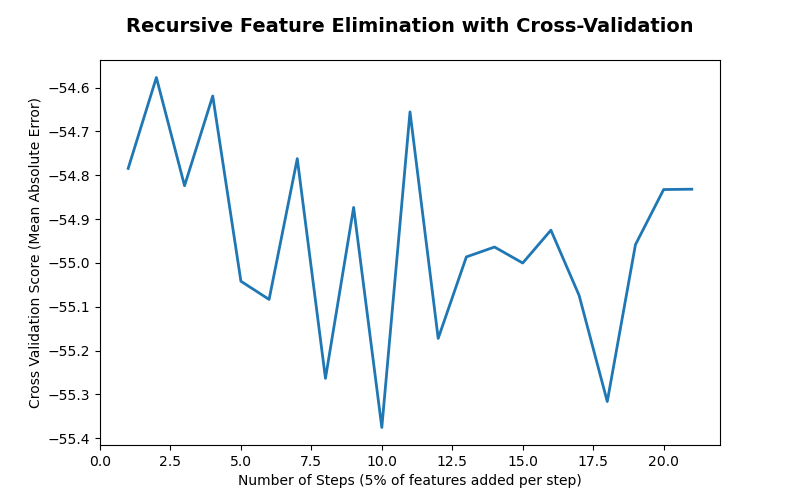 Recursive Feature Elimination with Cross-Validation
Cross Validation Score (Mean Absolute Error)
−54.6
−54.7
−54.8
−54.9
−55.0
−55.1
−55.2
−55.3
−55.4
0.0 2.5 5.0 7.5 10.0 12.5 15.0 17.5 20.0
Number of Steps (5% of features added per step)